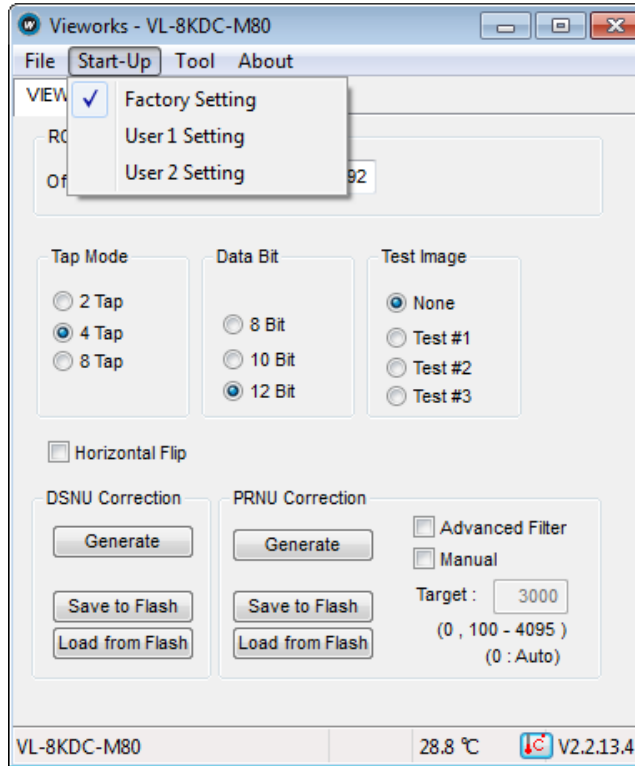 Vieworks - VL-8KDC-M80
File Start-Up Tool About
VIEW
Factory Setting
User 1 Setting
User 2 Setting
92
Tap Mode
2 Tap
4 Tap
8 Tap
Data Bit
8 Bit
10 Bit
12 Bit
Test Image
None
Test #1
Test #2
Test #3
Horizontal Flip
DSNU Correction
Generate
Save to Flash
Load from Flash
PRNU Correction
Generate
Save to Flash
Load from Flash
Advanced Filter
Manual
Target : 3000
(0 , 100 - 4095 )
(0 : Auto)
VL-8KDC-M80 28.8 ℃ V2.2.13.4